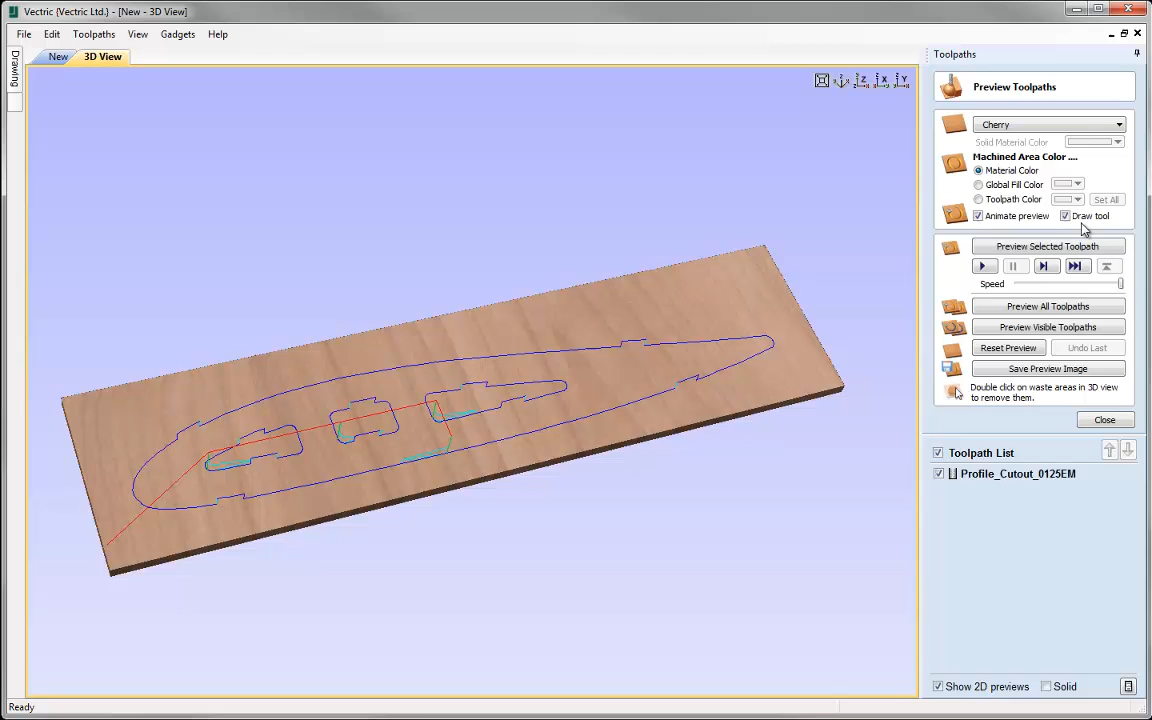 Vectric {Vectric Ltd.} - [New - 3D View]
File Edit Toolpaths View Gadgets Help
Drawing
New 3D View
Toolpaths
Preview Toolpaths
Cherry
Solid Material Color
Machined Area Color ....
Material Color
Global Fill Color
Toolpath Color Set All
Animate preview Draw tool
Preview Selected Toolpath
Speed
Preview All Toolpaths
Preview Visible Toolpaths
Reset Preview Undo Last
Save Preview Image
Double click on waste areas in 3D view
to remove them.
Close
Toolpath List
Profile_Cutout_0125EM
Show 2D previews Solid
Ready